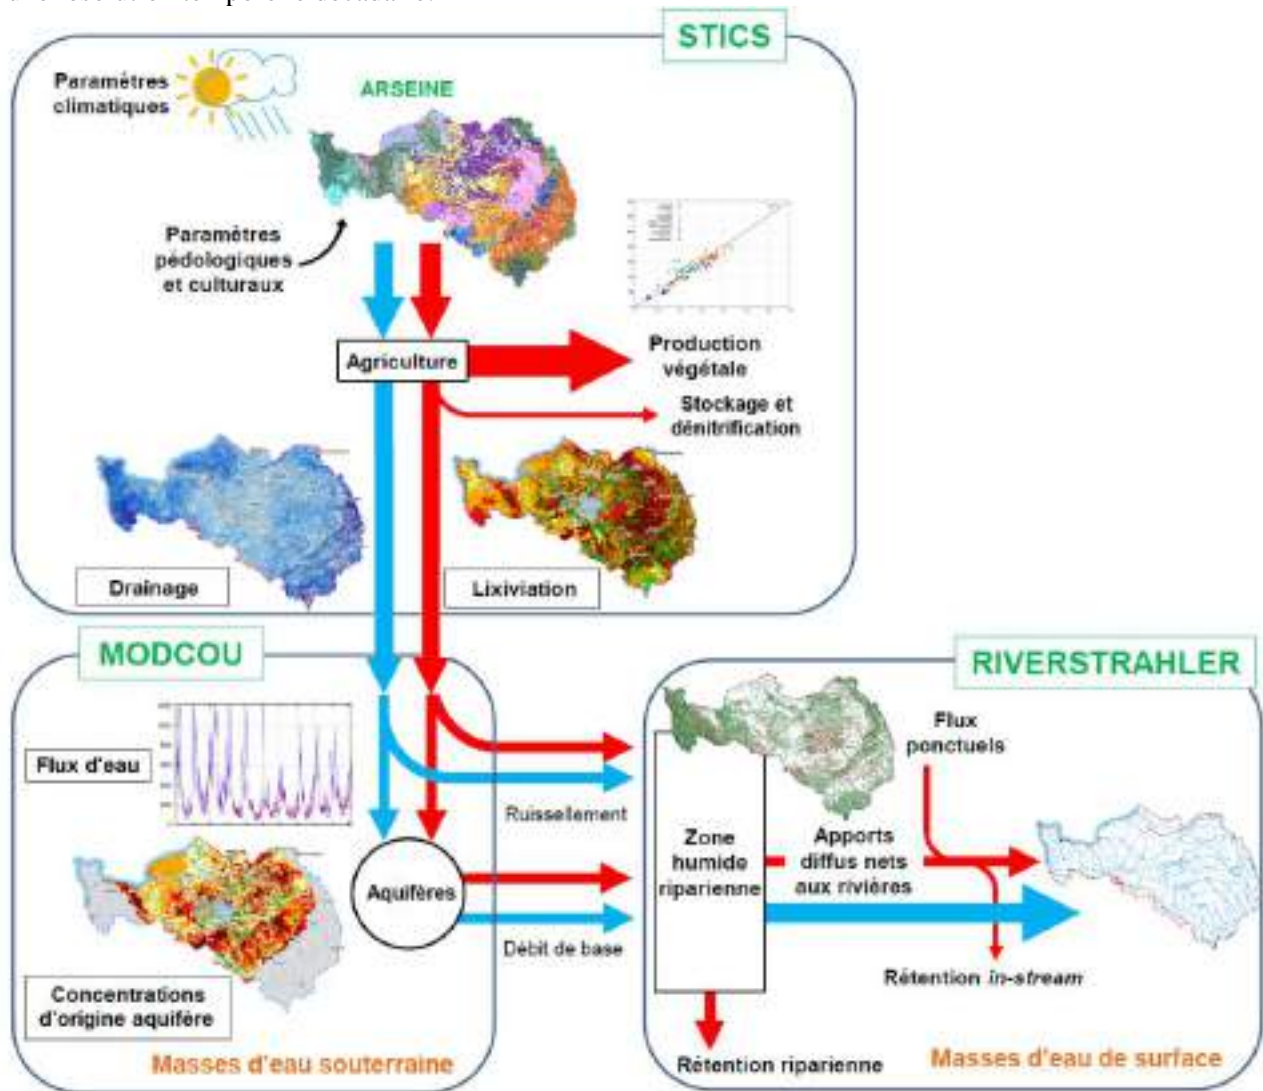 STICS
Paramètres
climatiques
ARSEINE
Paramètres
pédologiques
et culturaux
Agriculture
Production
végétale
Stockage et
dénitrification
Drainage
Lixiviation
MODCOU
RIVERSTRAHLER
Flux d'eau
Flux
ponctuels
Ruissellement
Zone
humide
riparienne
Apports
diffus nets
aux rivières
Aquifères
Débit de base
Rétention in-stream
Concentrations
d'origine aquifère
Masses d'eau souterraine
Rétention riparienne
Masses d'eau de surface